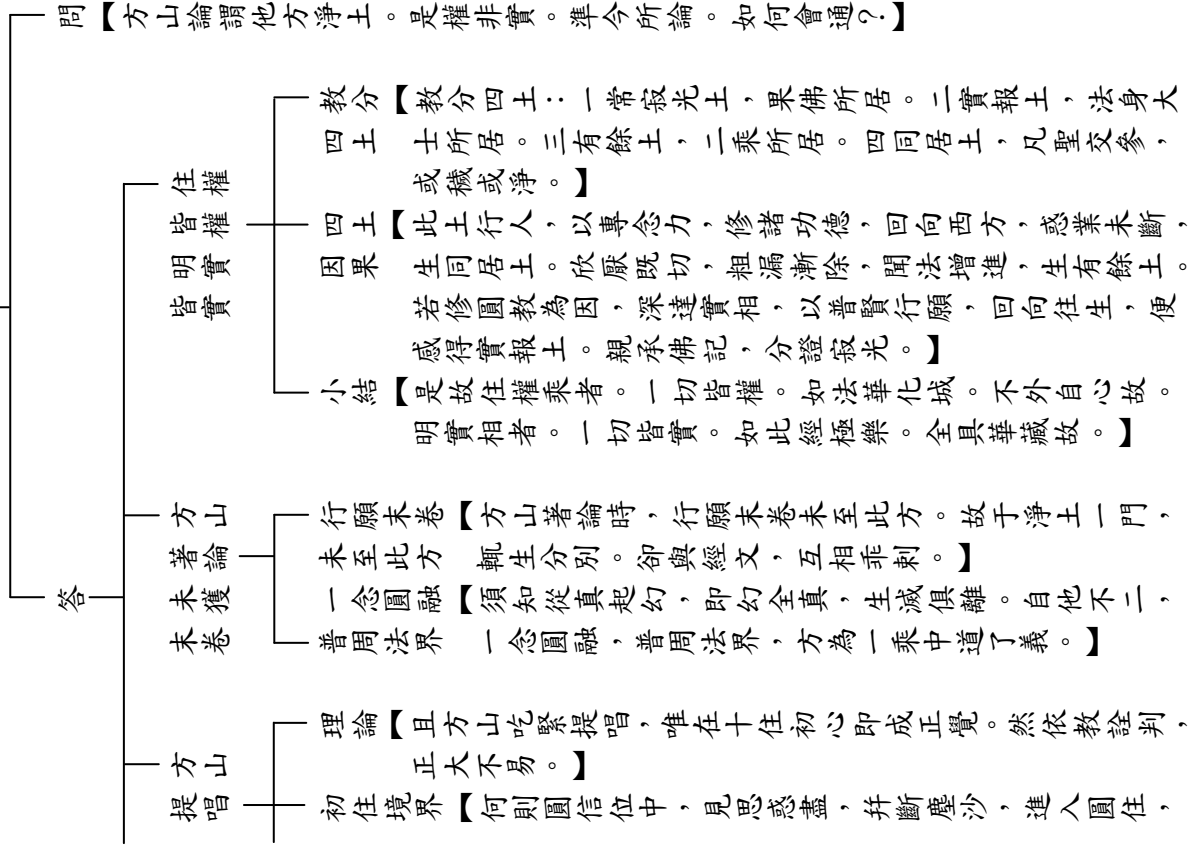 問【方山論謂他方淨土。是權非實。準今所論。如何會通?】
答
住權
皆權
明實
皆實
教分
四土
【教分四土：一常寂光土，果佛所居。二實報土，法身大
士所居。三有餘土，二乘所居。四同居土，凡聖交參，
或穢或淨。】
四土
因果
【此土行人，以專念力，修諸功德，回向西方，惑業未斷，
生同居土。欣厭既切，粗漏漸除，聞法增進，生有餘土。
若修圓教為因，深達實相，以普賢行願，回向往生，便
感得實報土。親承佛記，分證寂光。】
小結【是故住權乘者。一切皆權。如法華化城。不外自心故。
明實相者。一切皆實。如此經極樂。全具華藏故。】
方山
著論
未獲
末卷
行願末卷
未至此方
【方山著論時，行願末卷未至此方。故于淨土一門，
輒生分別。卻與經文，互相乖刺。】
一念圓融
普周法界
【須知從真起幻，即幻全真，生滅俱離。自他不二，
一念圓融，普周法界，方為一乘中道了義。】
方山
提唱
理論【且方山吃緊提唱，唯在十住初心即成正覺。然依教詮判，
正大不易。】
初住境界【何則圓信位中，見思惑盡，幷斷塵沙，進入圓住，